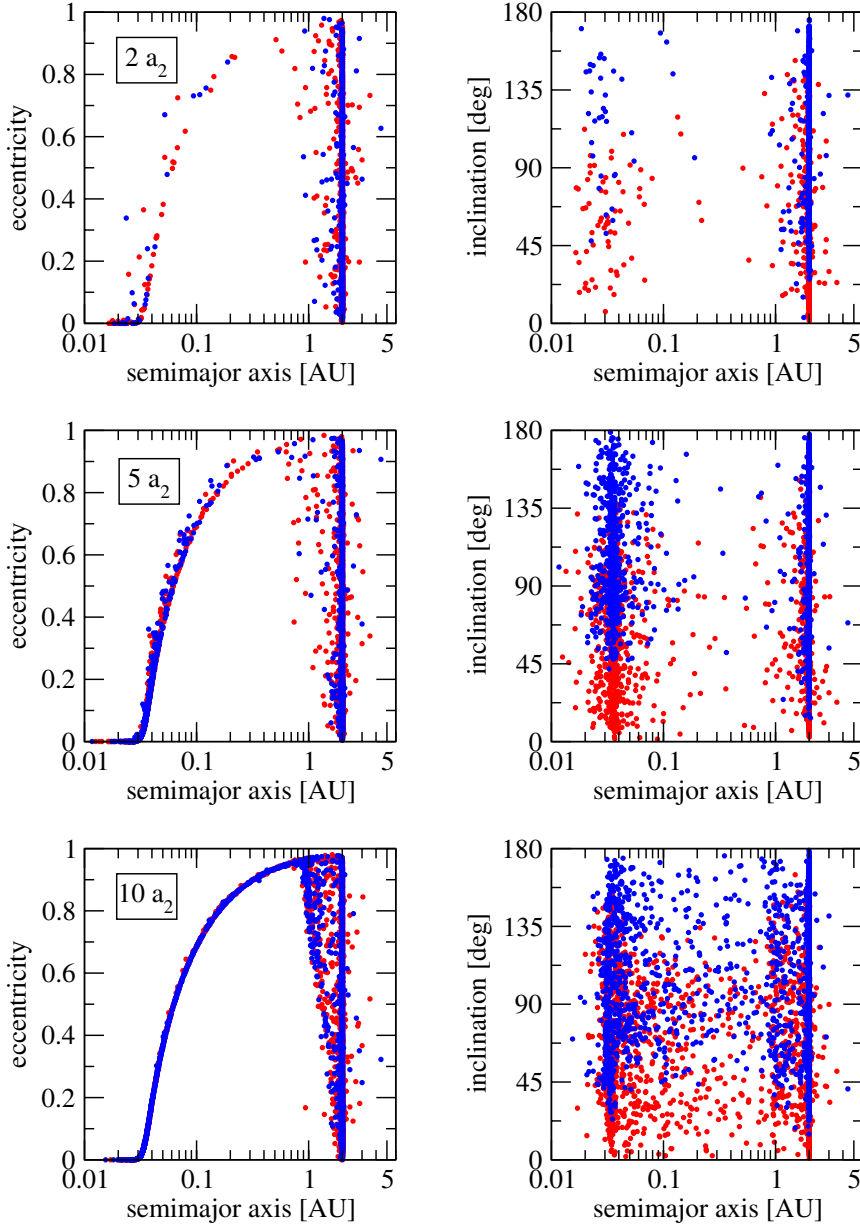 1
0.8
0.6
0.4
0.2
0
eccentricity
2 a2
0.01 0.1 1 5
semimajor axis [AU]
180
135
90
45
0
inclination [deg]
0.01 0.1 1 5
semimajor axis [AU]
1
0.8
0.6
0.4
0.2
0
eccentricity
5 a2
0.01 0.1 1 5
semimajor axis [AU]
180
135
90
45
0
inclination [deg]
0.01 0.1 1 5
semimajor axis [AU]
1
0.8
0.6
0.4
0.2
0
eccentricity
10 a2
0.01 0.1 1 5
semimajor axis [AU]
180
135
90
45
0
inclination [deg]
0.01 0.1 1 5
semimajor axis [AU]